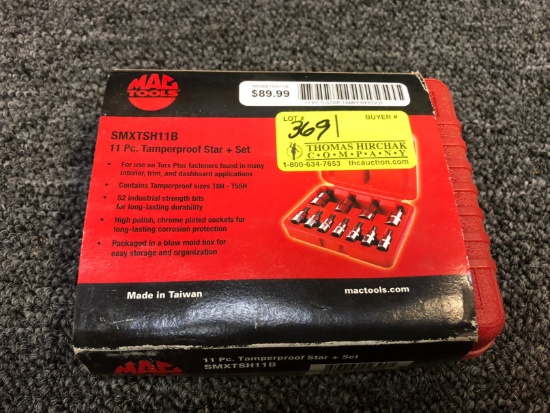 MAC
TOOLS
$89.99
LOT #
BUYER #
3691
THOMAS HIRCHAK
C•O•M•P•A•N•Y
1-800-634-7653 thcauction.com
SMXTSH11B
11 Pc. Tamperproof Star + Set
• For use on Torx Plus fasteners found in many
interior, trim, and dashboard applications
• Contains Tamperproof sizes T8H - T55H
• S2 industrial strength bits
for long-lasting durability
• High polish, chrome plated sockets for
long-lasting corrosion protection
• Packaged in a blow mold box for
easy storage and organization
Made in Taiwan
mactools.com
MAC
TOOLS
11 Pc. Tamperproof Star + Set
SMXTSH11B